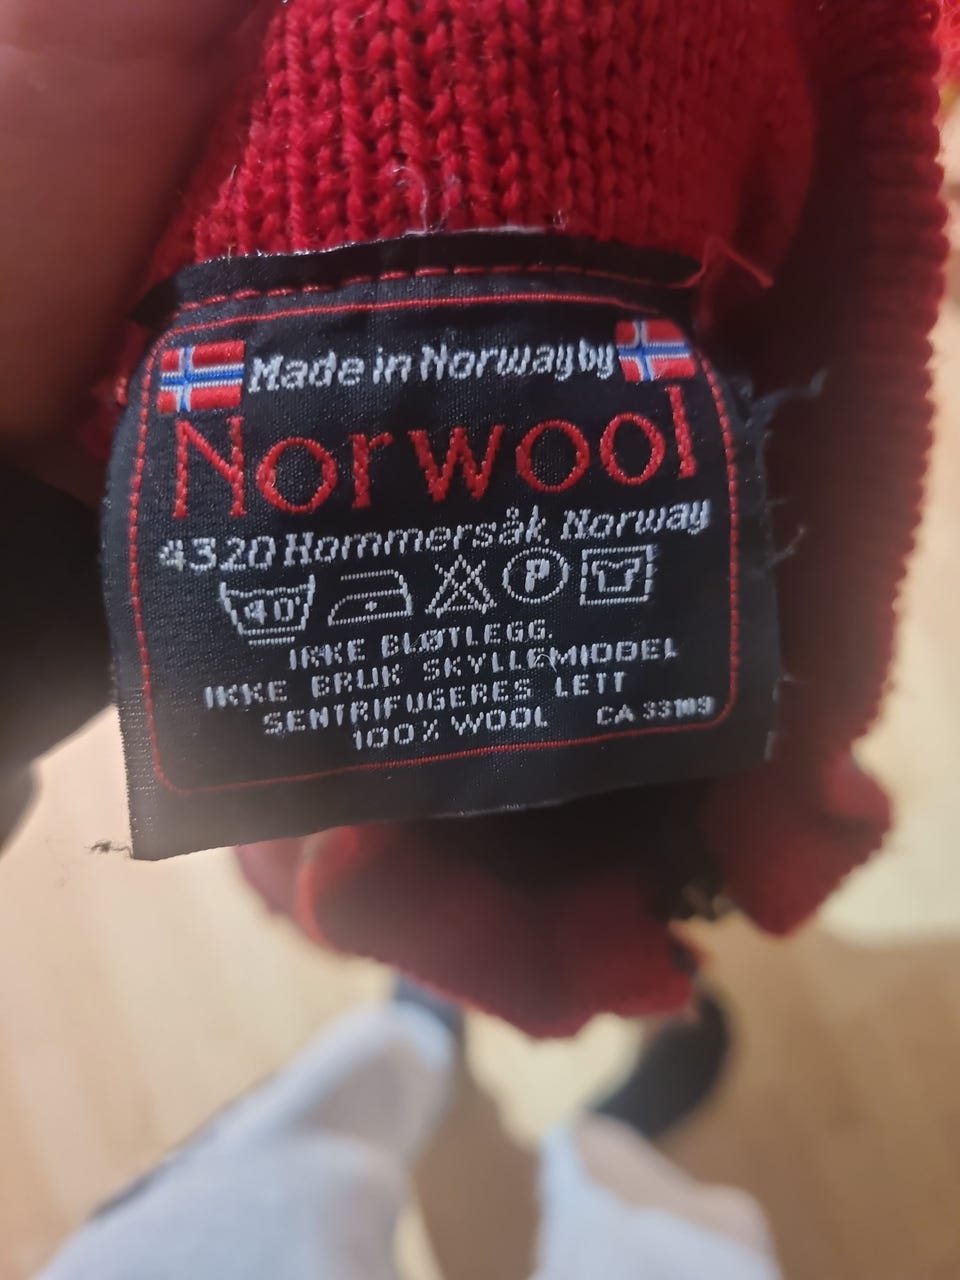 Made in Norway by
Norwool
4320 Hommersåk Norway
40 P
IKKE BLØTLEGG.
IKKE BRUK SKYLLEMIDDEL
SENTRIFUGERES LETT
100% WOOL CA 33109